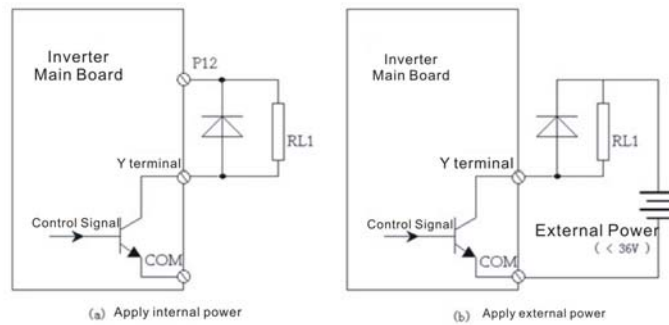 Inverter
Main Board
P12
RL1
Y terminal
Control Signal
COM
(a) Apply internal power
Inverter
Main Board
RL1
Y terminal
Control Signal
External Power
( < 36V )
COM
(b) Apply external power